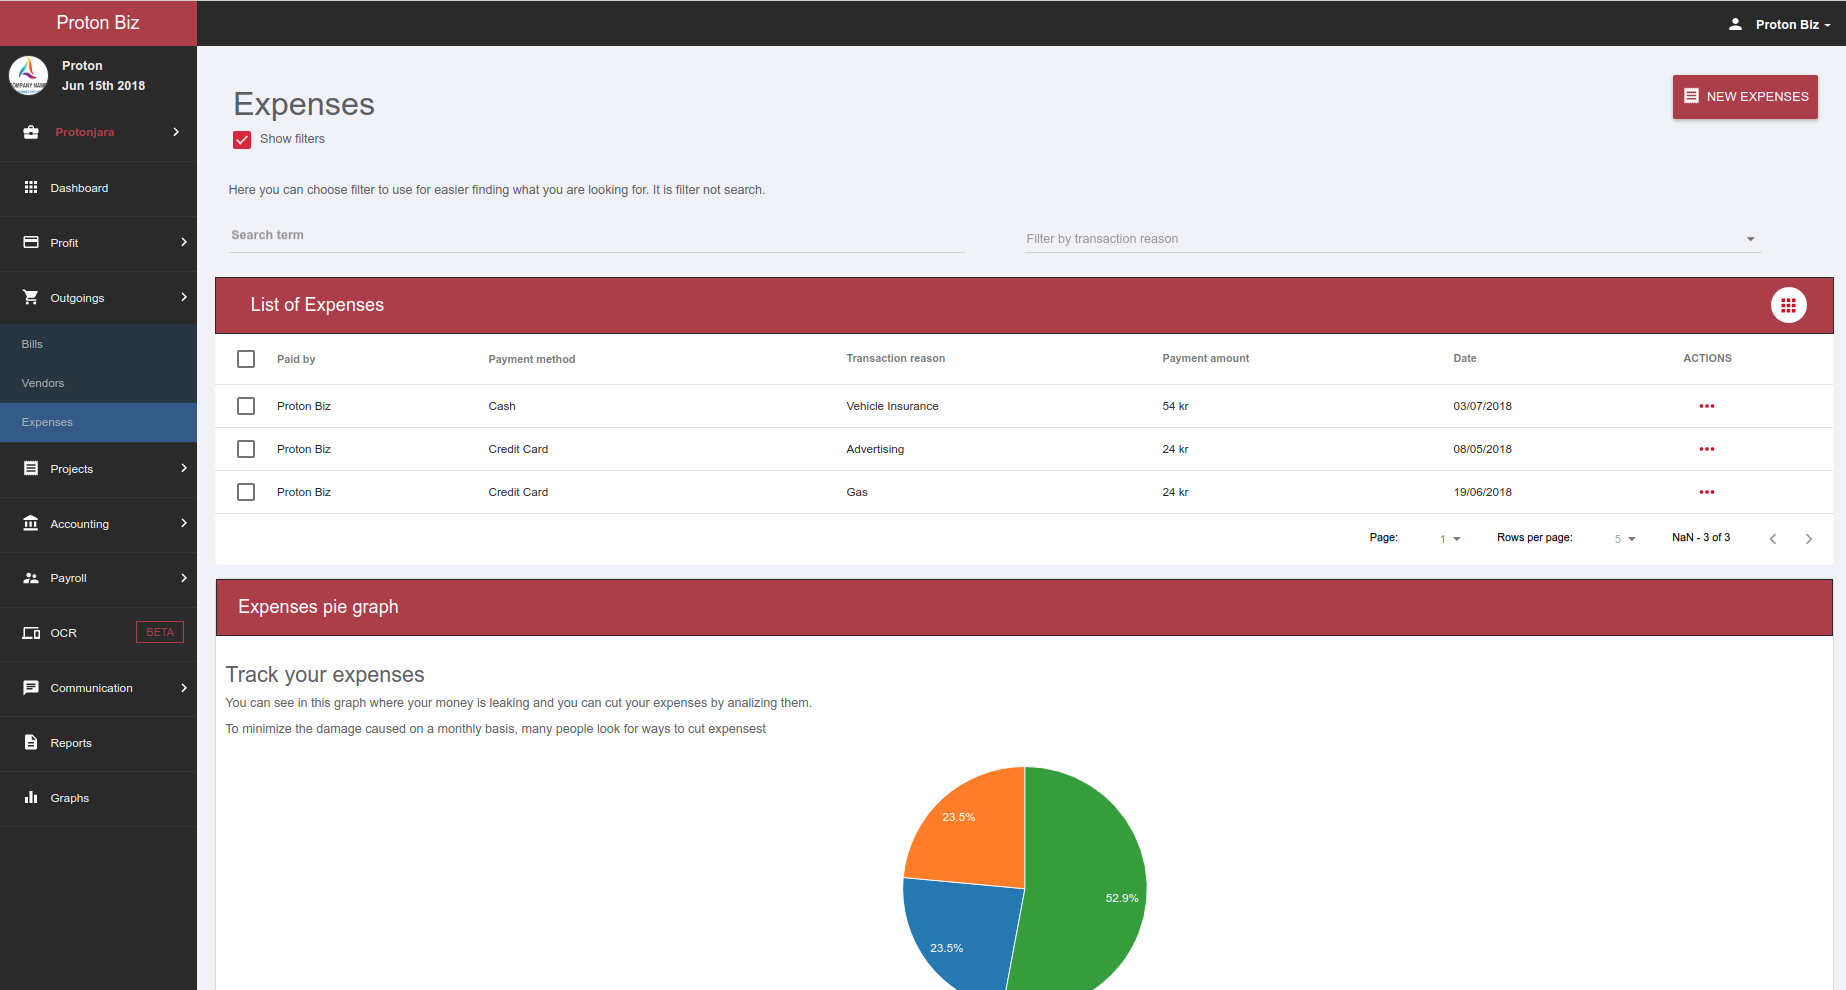 Proton Biz
Proton Biz
Proton
Jun 15th 2018
COMPANY NAME
Protonjara
Dashboard
Profit
Outgoings
Bills
Vendors
Expenses
Projects
Accounting
Payroll
OCR BETA
Communication
Reports
Graphs
Expenses
NEW EXPENSES
Show filters
Here you can choose filter to use for easier finding what you are looking for. It is filter not search.
Search term Filter by transaction reason
List of Expenses
Paid by Payment method Transaction reason Payment amount Date ACTIONS
Proton Biz Cash Vehicle Insurance 54 kr 03/07/2018
Proton Biz Credit Card Advertising 24 kr 08/05/2018
Proton Biz Credit Card Gas 24 kr 19/06/2018
Page: 1 Rows per page: 5 NaN - 3 of 3
Expenses pie graph
Track your expenses
You can see in this graph where your money is leaking and you can cut your expenses by analizing them.
To minimize the damage caused on a monthly basis, many people look for ways to cut expensest
23.5%
52.9%
23.5%